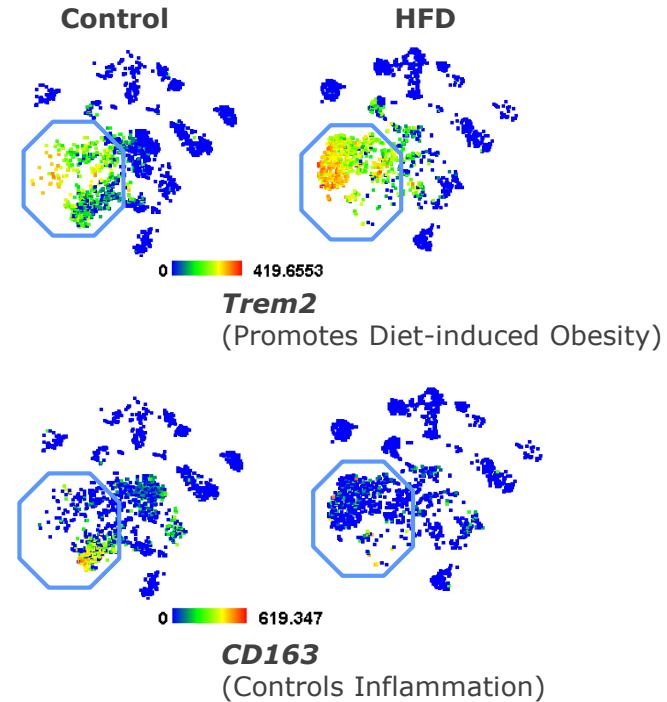 Control HFD
0 419.6553
Trem2
(Promotes Diet-induced Obesity)
0 619.347
CD163
(Controls Inflammation)